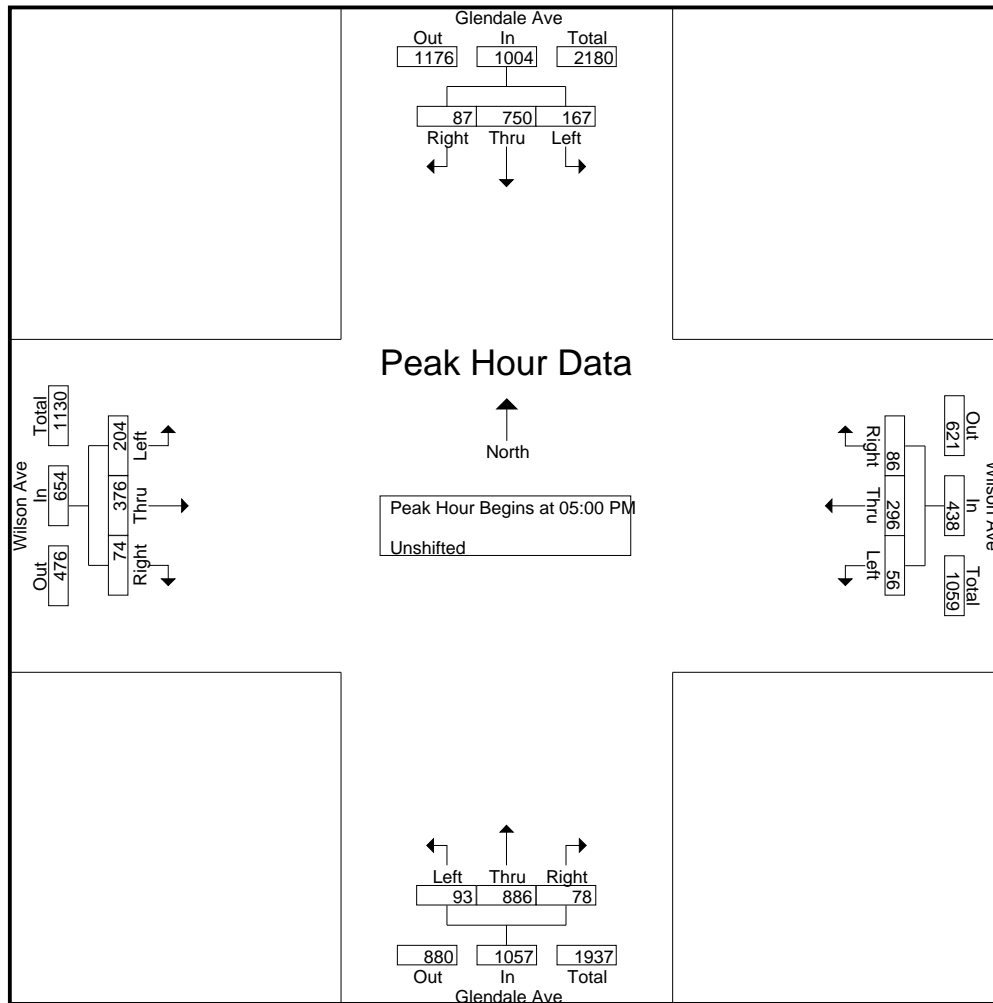 Glendale Ave
Out In Total
1176 1004 2180
87 750 167
Right Thru Left
Peak Hour Data
North
Peak Hour Begins at 05:00 PM
Unshifted
Wilson Ave
Out In Total
476 654 1130
Right Thru Left
74 376 204
Wilson Ave
Out In Total
621 438 1059
Right Thru Left
86 296 56
Left Thru Right
93 886 78
880 1057 1937
Out In Total
Glendale Ave